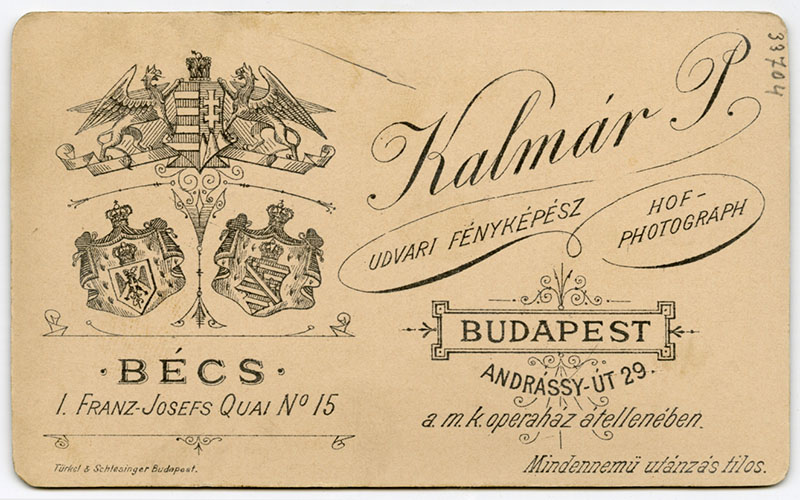 33704
Kalmár P.
UDVARI FÉNYKÉPÉSZ
HOF-
PHOTOGRAPH
BUDAPEST
ANDRÁSSY-ÚT 29.
a. m. k. operaház átellenében.
Mindennemű utánzás tilos.
· BÉCS ·
I. FRANZ-JOSEFS QUAI No 15
Türkel & Schlesinger Budapest.